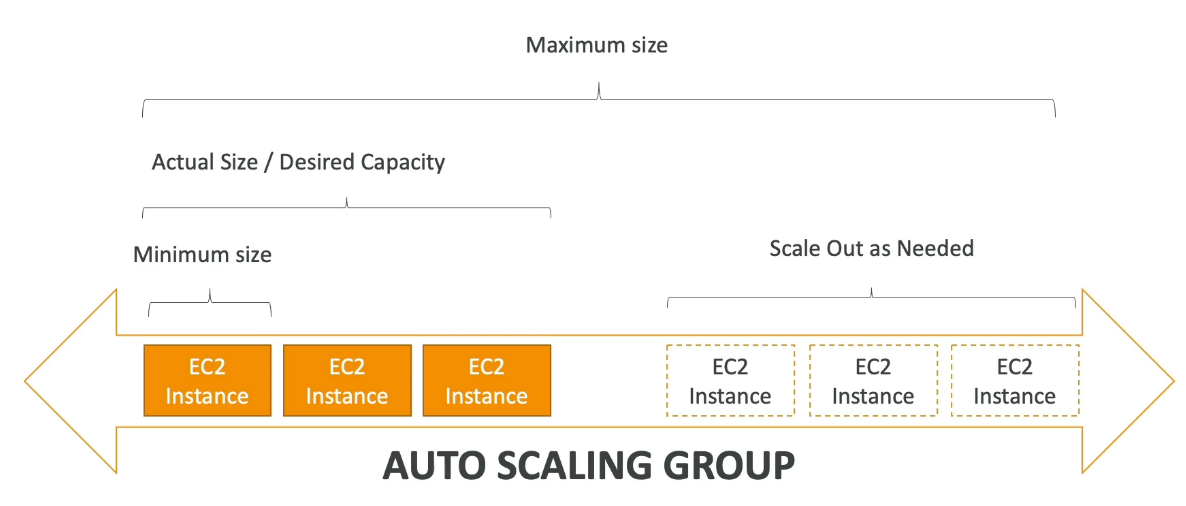 Maximum size
Actual Size / Desired Capacity
Minimum size
Scale Out as Needed
EC2
Instance
EC2
Instance
EC2
Instance
EC2
Instance
EC2
Instance
EC2
Instance
AUTO SCALING GROUP